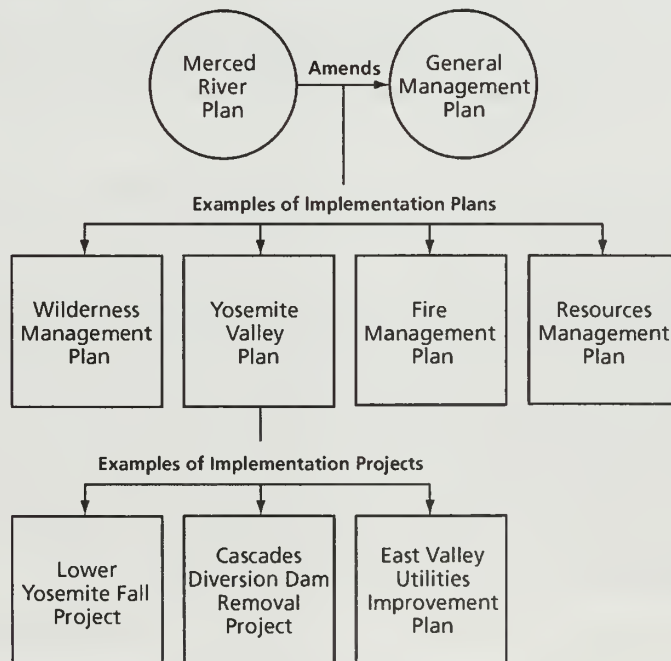 Merced
River
Plan
Amends
General
Management
Plan
Examples of Implementation Plans
Wilderness
Management
Plan
Yosemite
Valley
Plan
Fire
Management
Plan
Resources
Management
Plan
Examples of Implementation Projects
Lower
Yosemite Fall
Project
Cascades
Diversion Dam
Removal
Project
East Valley
Utilities
Improvement
Plan